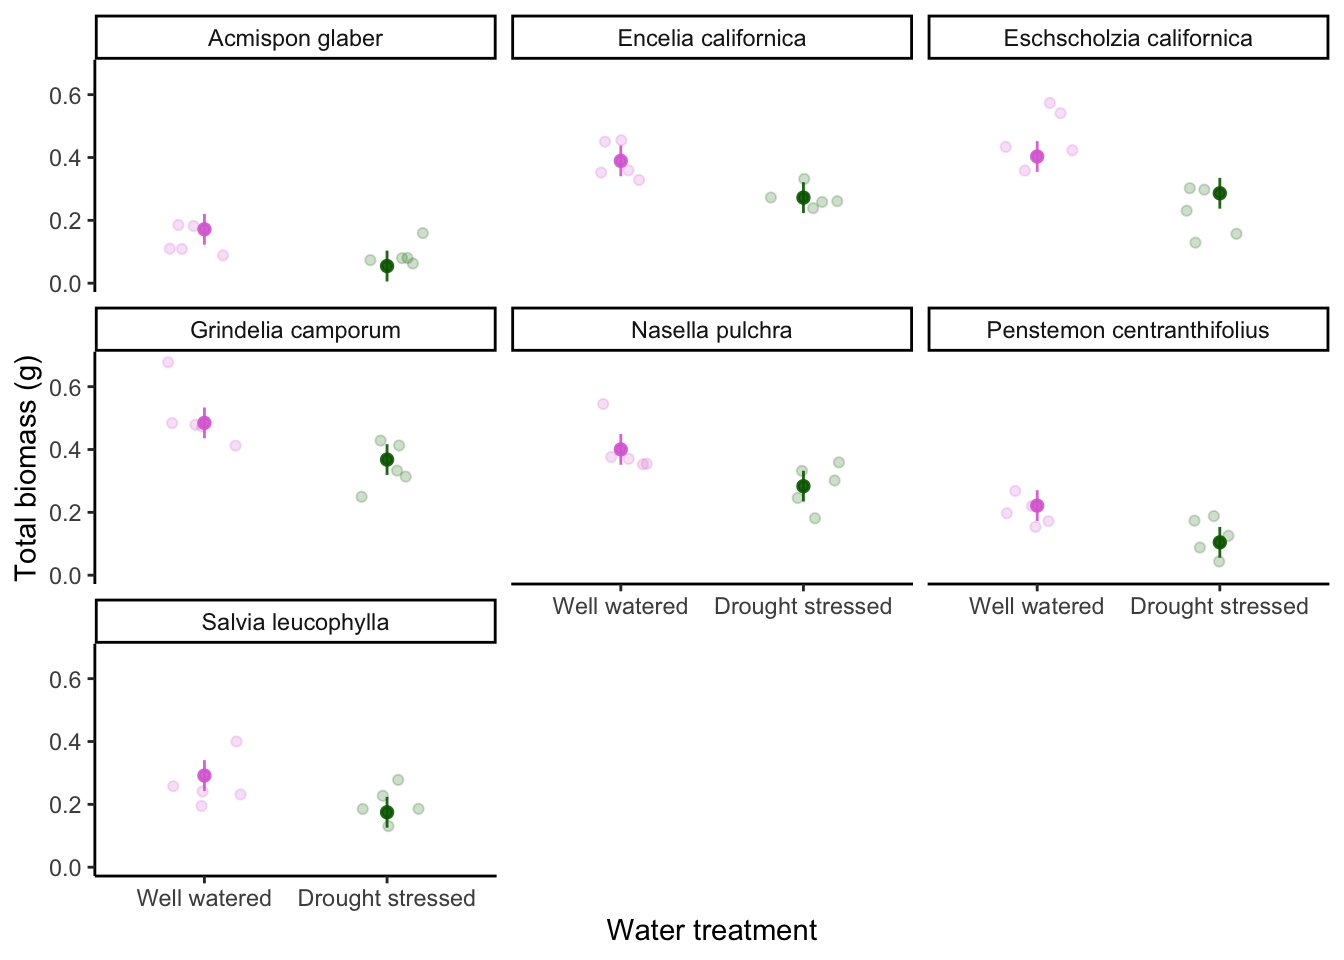 Acmispon glaber
Encelia californica
Eschscholzia californica
0.6
0.4
0.2
0.0
Grindelia camporum
Nasella pulchra
Penstemon centranthifolius
0.6
0.4
0.2
0.0
Well watered
Drought stressed
Well watered
Drought stressed
Salvia leucophylla
0.6
0.4
0.2
0.0
Well watered
Drought stressed
Total biomass (g)
Water treatment